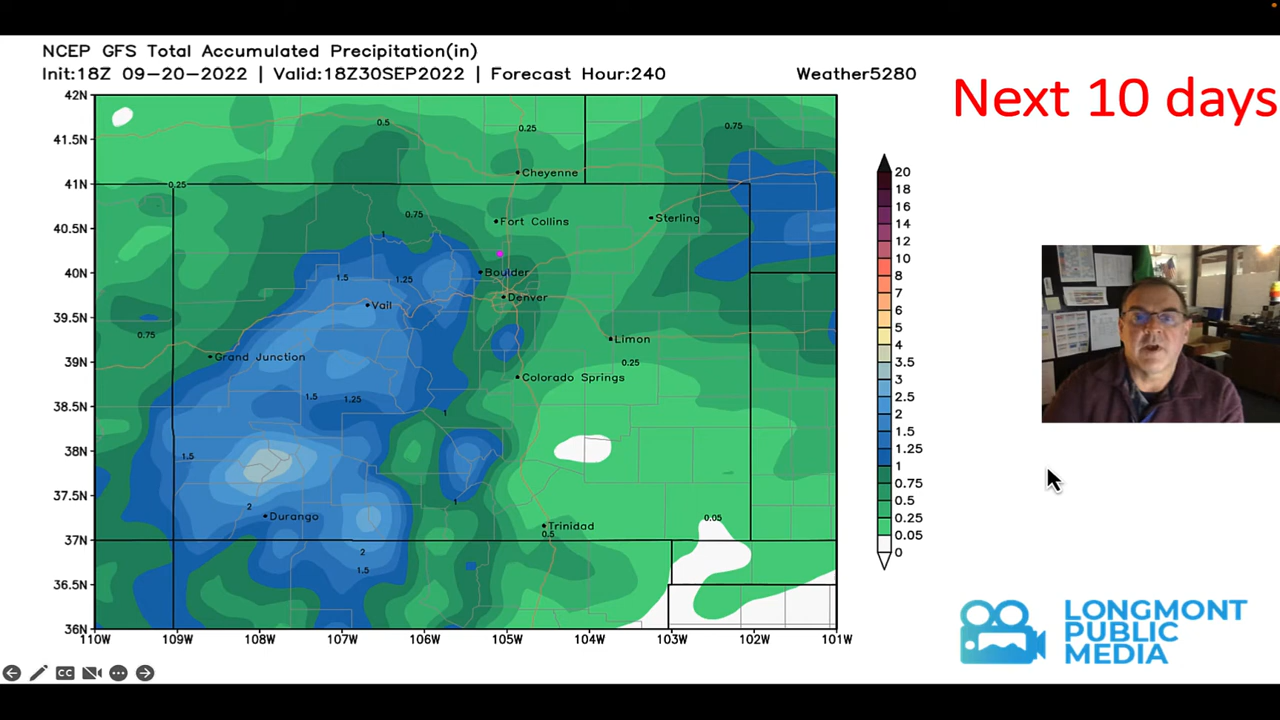 NCEP GFS Total Accumulated Precipitation(in)
Init:18Z 09-20-2022 | Valid:18Z30SEP2022 | Forecast Hour:240
Weather5280
Next 10 days
42N
41.5N
41N
40.5N
40N
39.5N
39N
38.5N
38N
37.5N
37N
36.5N
36N
110W
109W
108W
107W
106W
105W
104W
103W
102W
101W
0.5
0.25
0.75
Cheyenne
0.25
0.75
Fort Collins
Sterling
1
1.5
1.25
Boulder
Vail
Denver
0.75
Limon
Grand Junction
0.25
Colorado Springs
1.5
1.25
1
1.5
1
2
Durango
0.05
Trinidad
0.5
2
1.5
20
18
16
14
12
10
8
7
6
5
4
3.5
3
2.5
2
1.5
1.25
1
0.75
0.5
0.25
0.05
0
LONGMONT
PUBLIC
MEDIA
CC